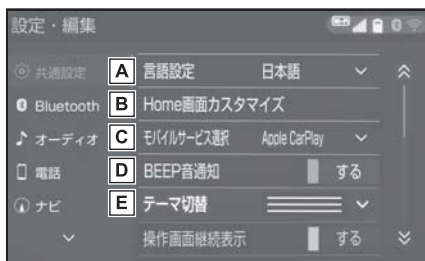 設定・編集
共通設定
A 言語設定 日本語
Bluetooth
B Home画面カスタマイズ
オーディオ
C モバイルサービス選択 Apple CarPlay
電話
D BEEP音通知 する
ナビ
E テーマ切替
操作画面継続表示 する